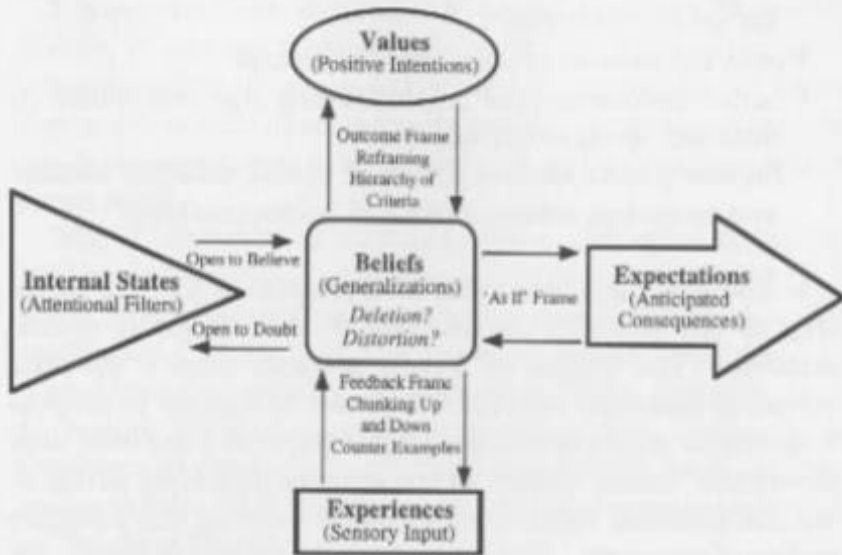 Values
(Positive Intentions)
Outcome Frame
Reframing
Hierarchy of
Criteria
Internal States
(Attentional Filters)
Open to Believe
Open to Doubt
Beliefs
(Generalizations)
Deletion?
Distortion?
"As If" Frame
Expectations
(Anticipated
Consequences)
Feedback Frame
Chunking Up
and Down
Counter Examples
Experiences
(Sensory Input)